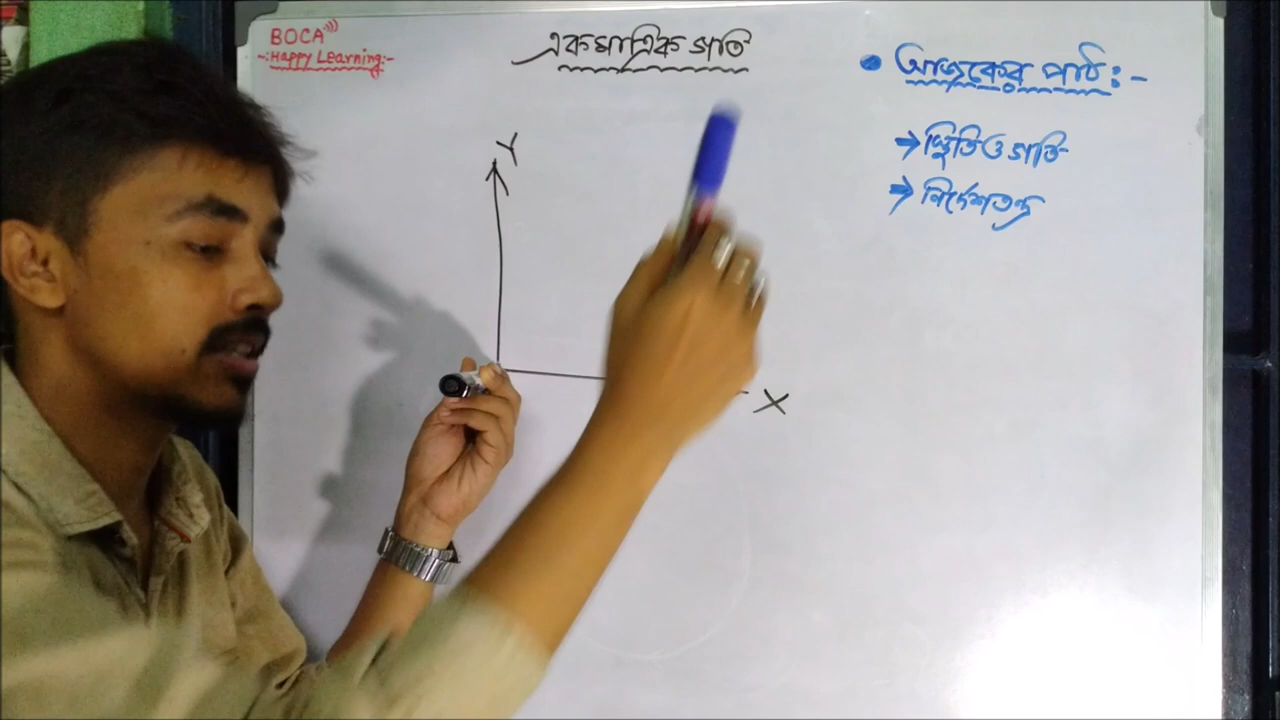 BOCA
-:Happy Learning:-
একমাত্রিক গতি
• আজকের পাঠ:-
→ স্থিতি ও গতি
→ নির্দেশতন্ত্র
Y
X